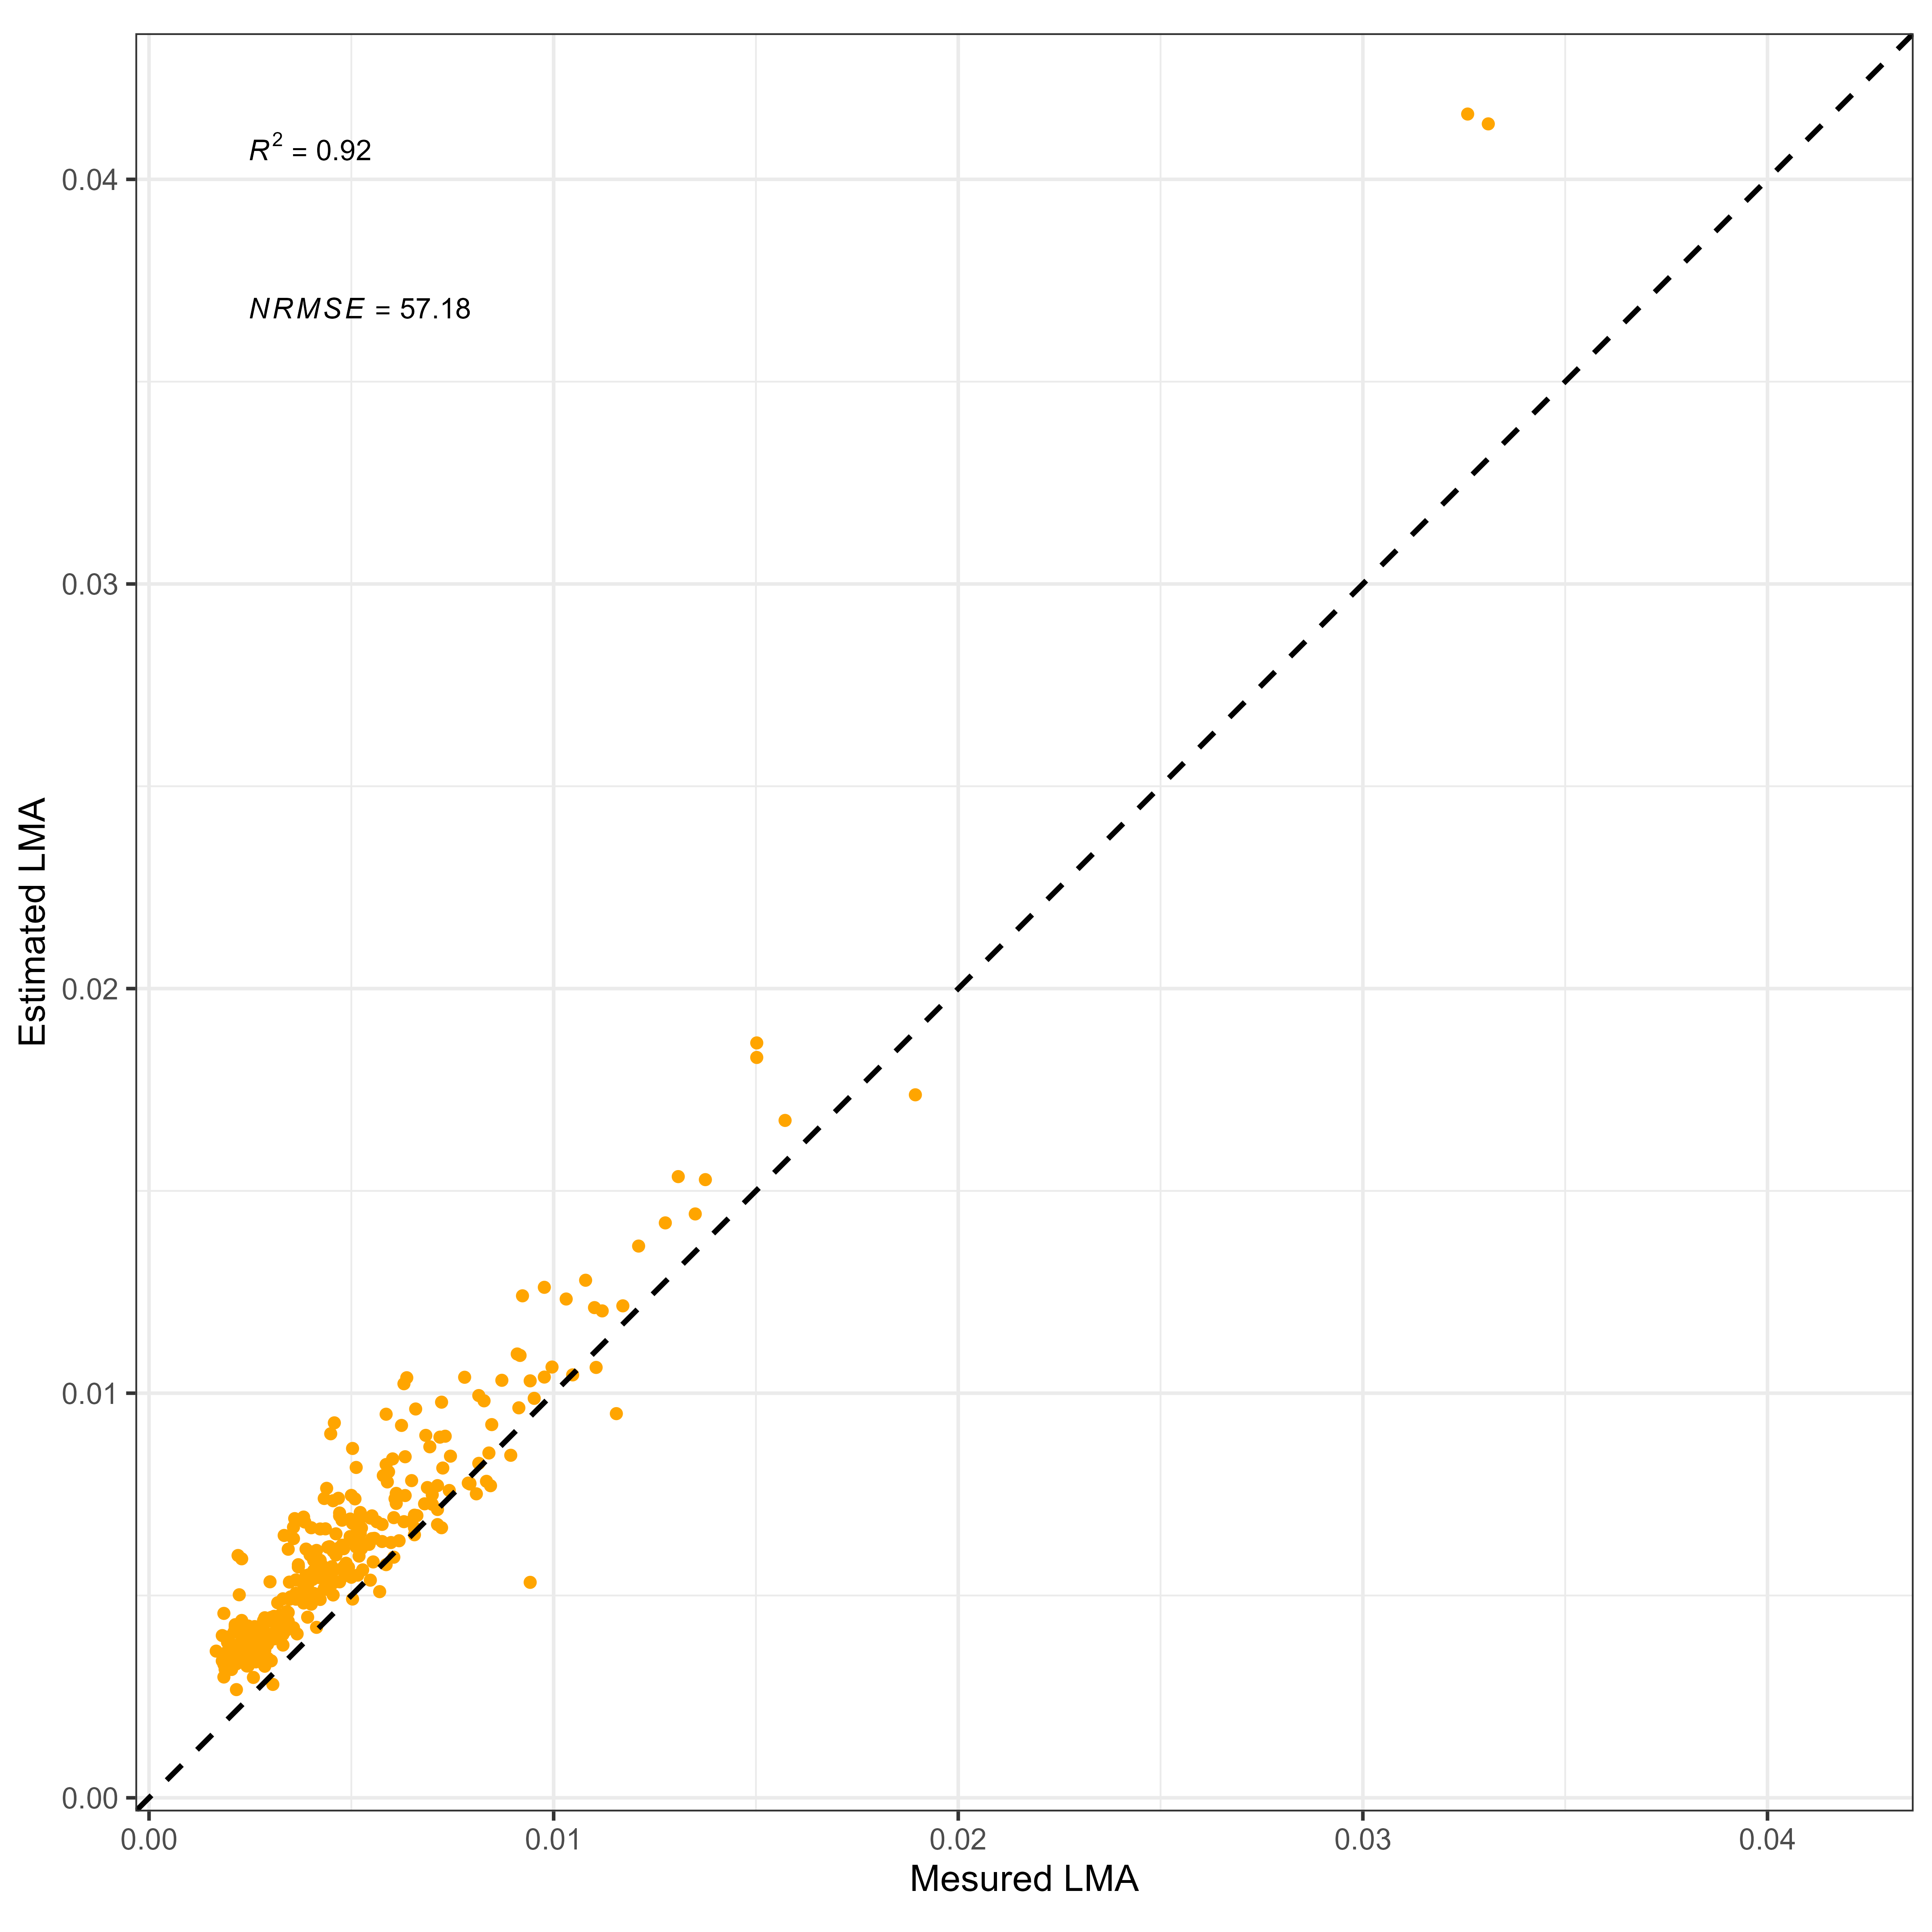 R² = 0.92
NRMSE = 57.18
0.04
0.03
0.02
0.01
0.00
Estimated LMA
0.00 0.01 0.02 0.03 0.04
Mesured LMA